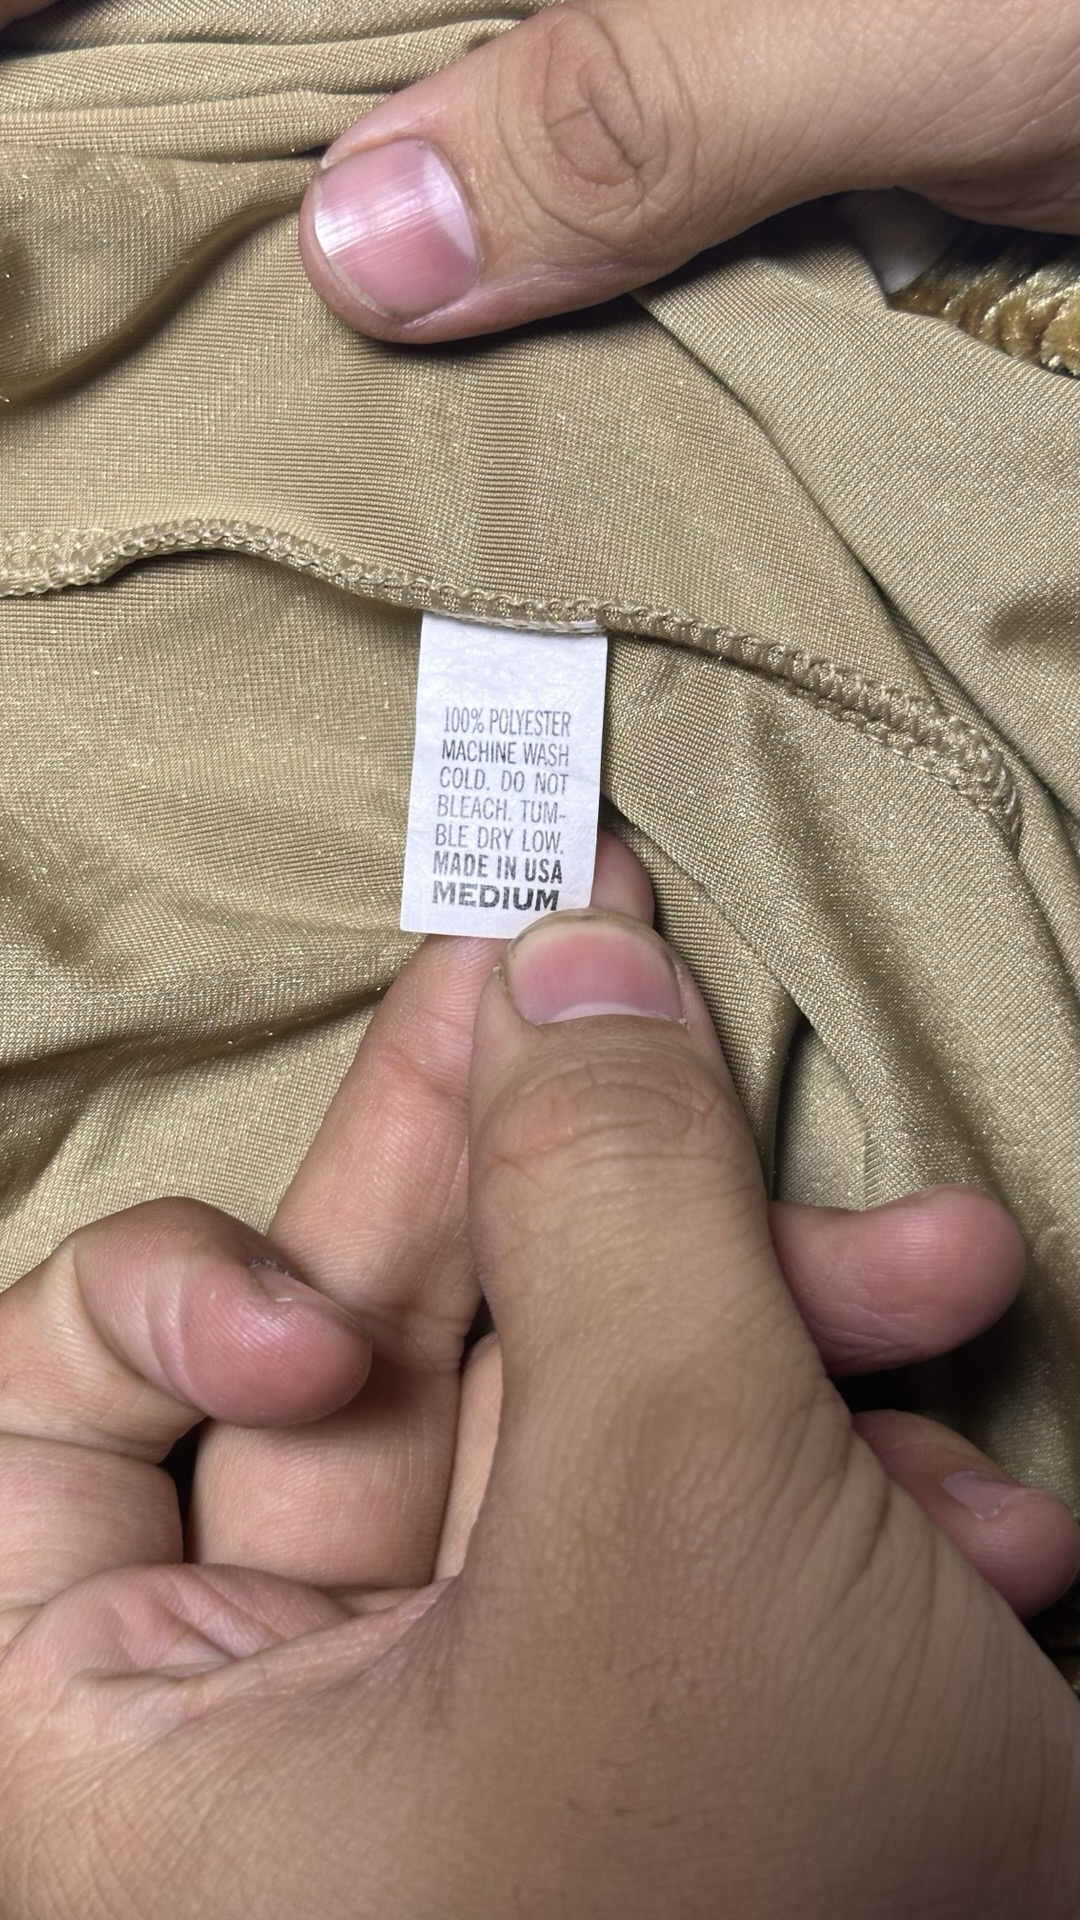 100% POLYESTER
MACHINE WASH
COLD. DO NOT
BLEACH. TUM-
BLE DRY LOW.
MADE IN USA
MEDIUM